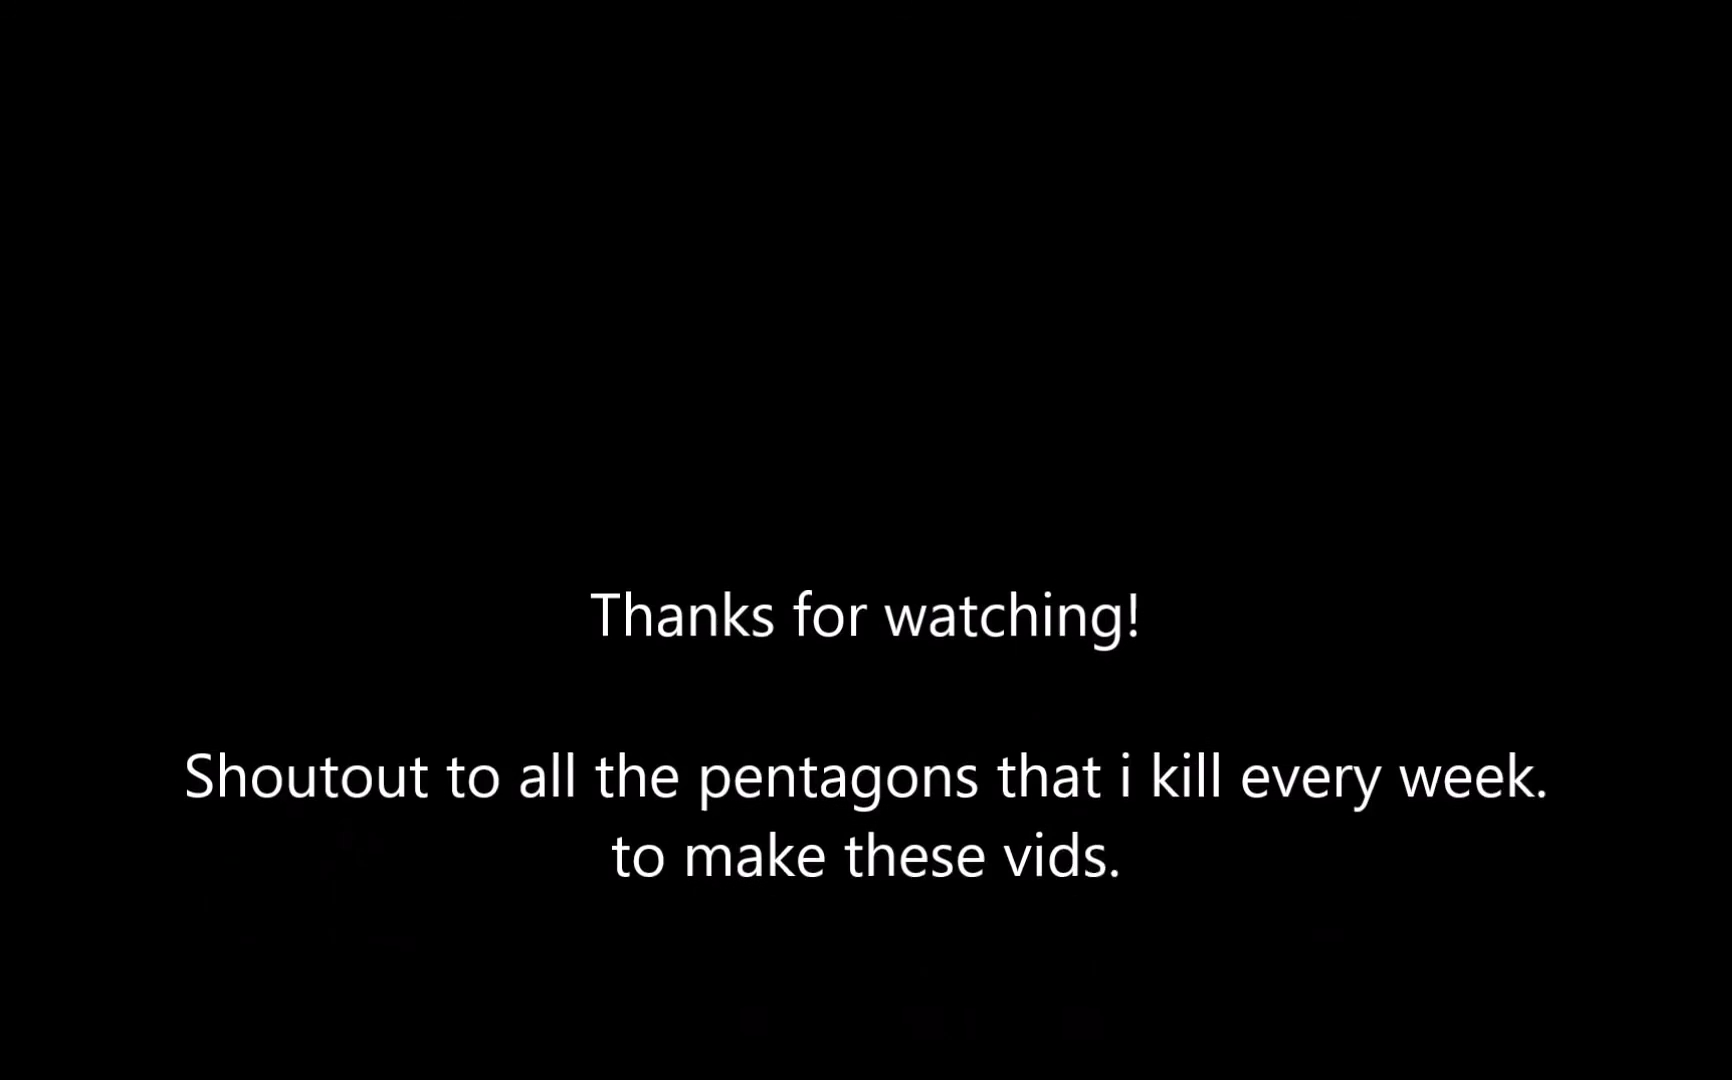 Thanks for watching!
Shoutout to all the pentagons that i kill every week.
to make these vids.